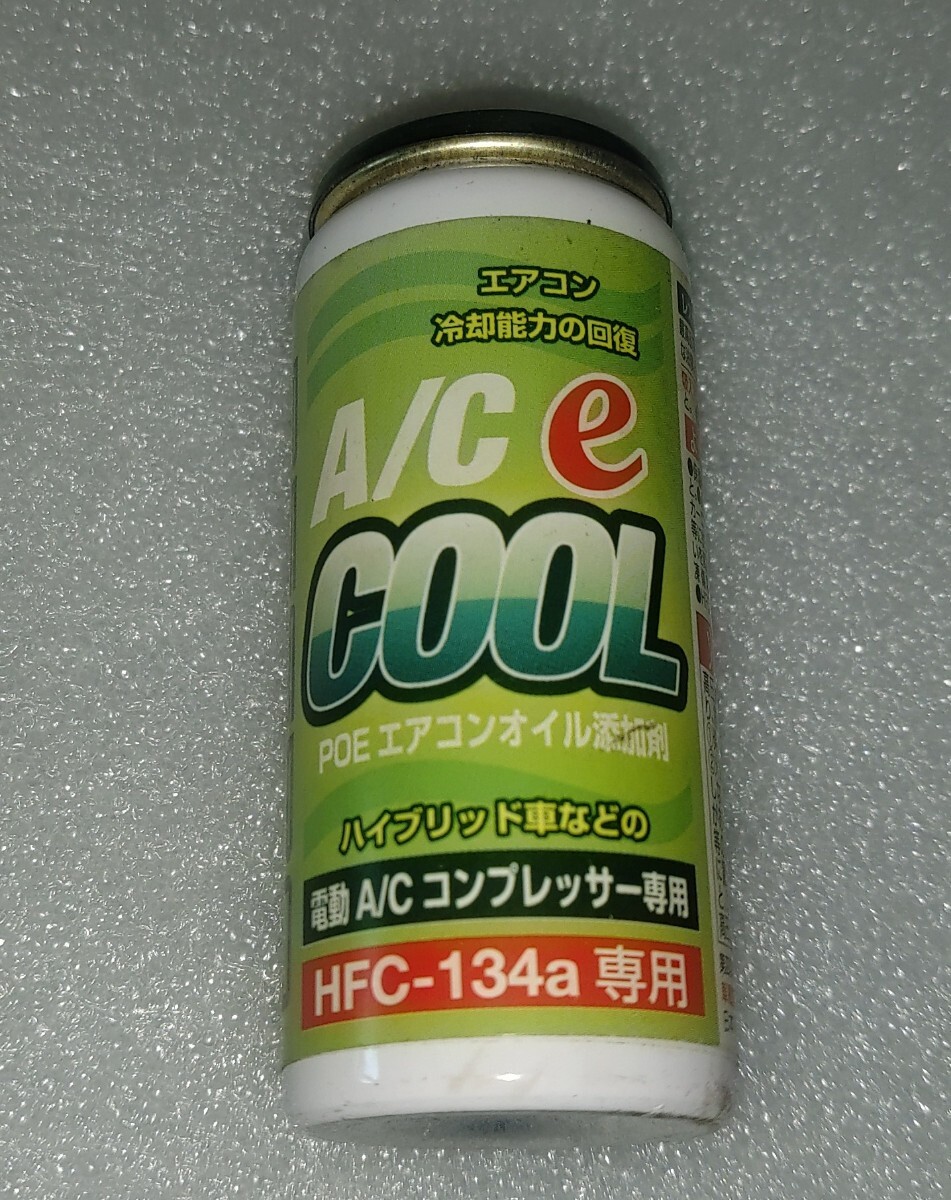 エアコン
冷却能力の回復
A/C e
COOL
POE エアコンオイル添加剤
ハイブリッド車などの
電動 A/C コンプレッサー専用
HFC-134a 専用